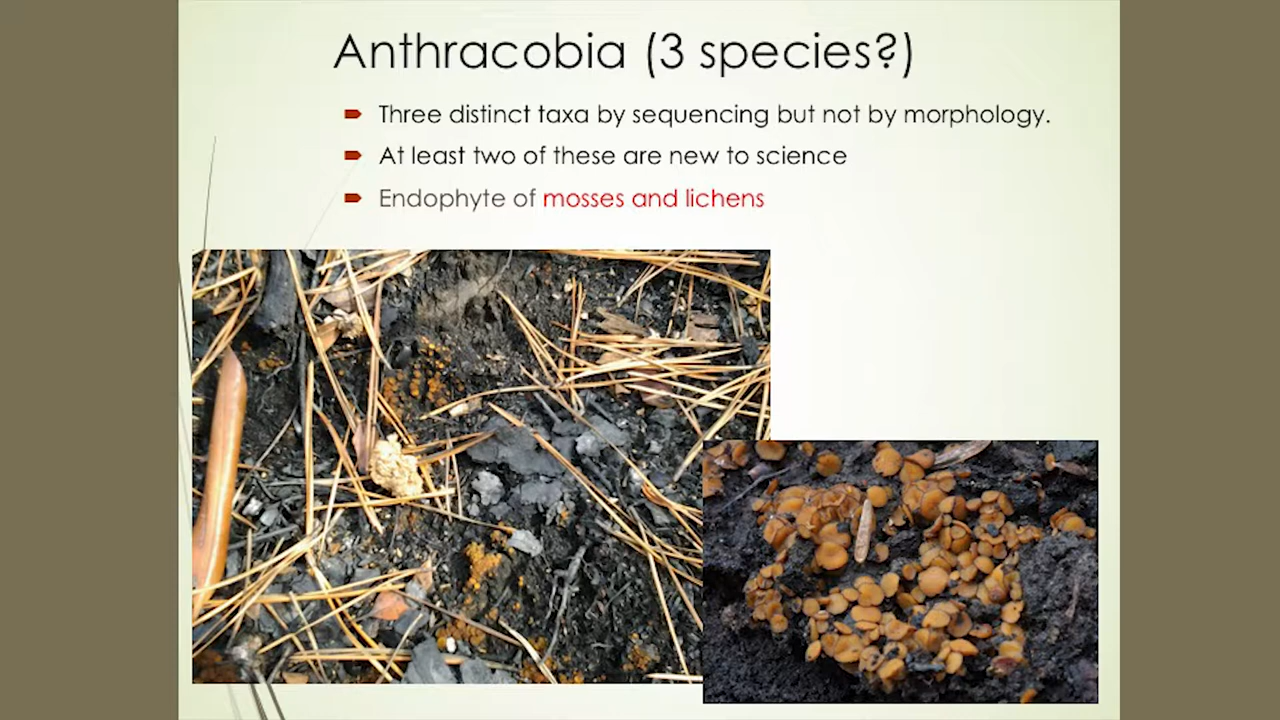 Anthracobia (3 species?)
Three distinct taxa by sequencing but not by morphology.
At least two of these are new to science
Endophyte of mosses and lichens